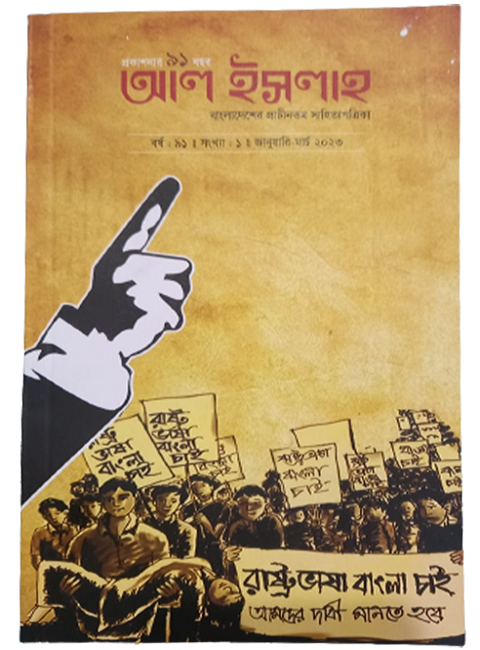 প্রকাশনার ৯১ বছর
আল ইসলাহ
বাংলাদেশের প্রাচীনতম সাহিত্যপত্রিকা
বর্ষ : ৯১ ॥ সংখ্যা : ১ ॥ জানুয়ারি-মার্চ ২০২৩
রাষ্ট্র
ভাষা
বাংলা
চাই
রাষ্ট্র
ভাষা
বাংলা
চাই
রাষ্ট্রভাষা
বাংলা
চাই
রাষ্ট্রভাষা বাংলা চাই
আমাদের দাবী মানতে হবে